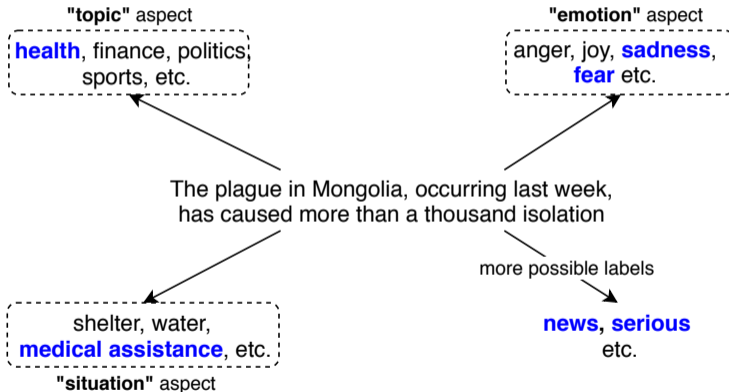 "topic" aspect
health, finance, politics,
sports, etc.
"emotion" aspect
anger, joy, sadness,
fear etc.
The plague in Mongolia, occurring last week,
has caused more than a thousand isolation
more possible labels
shelter, water,
medical assistance, etc.
"situation" aspect
news, serious
etc.